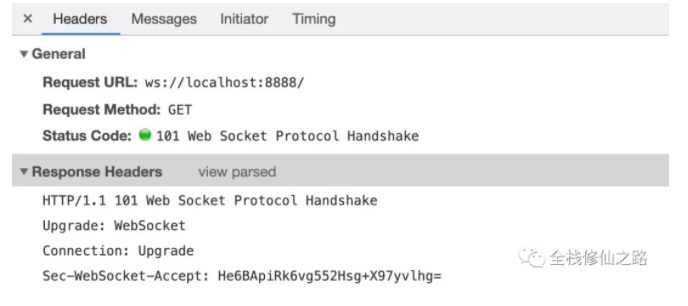 × Headers Messages Initiator Timing
▼ General
Request URL: ws://localhost:8888/
Request Method: GET
Status Code: 101 Web Socket Protocol Handshake
▼ Response Headers view parsed
HTTP/1.1 101 Web Socket Protocol Handshake
Upgrade: WebSocket
Connection: Upgrade
Sec-WebSocket-Accept: He6BApiRk6vg552Hsg+X97yvlhg=
全栈修仙之路